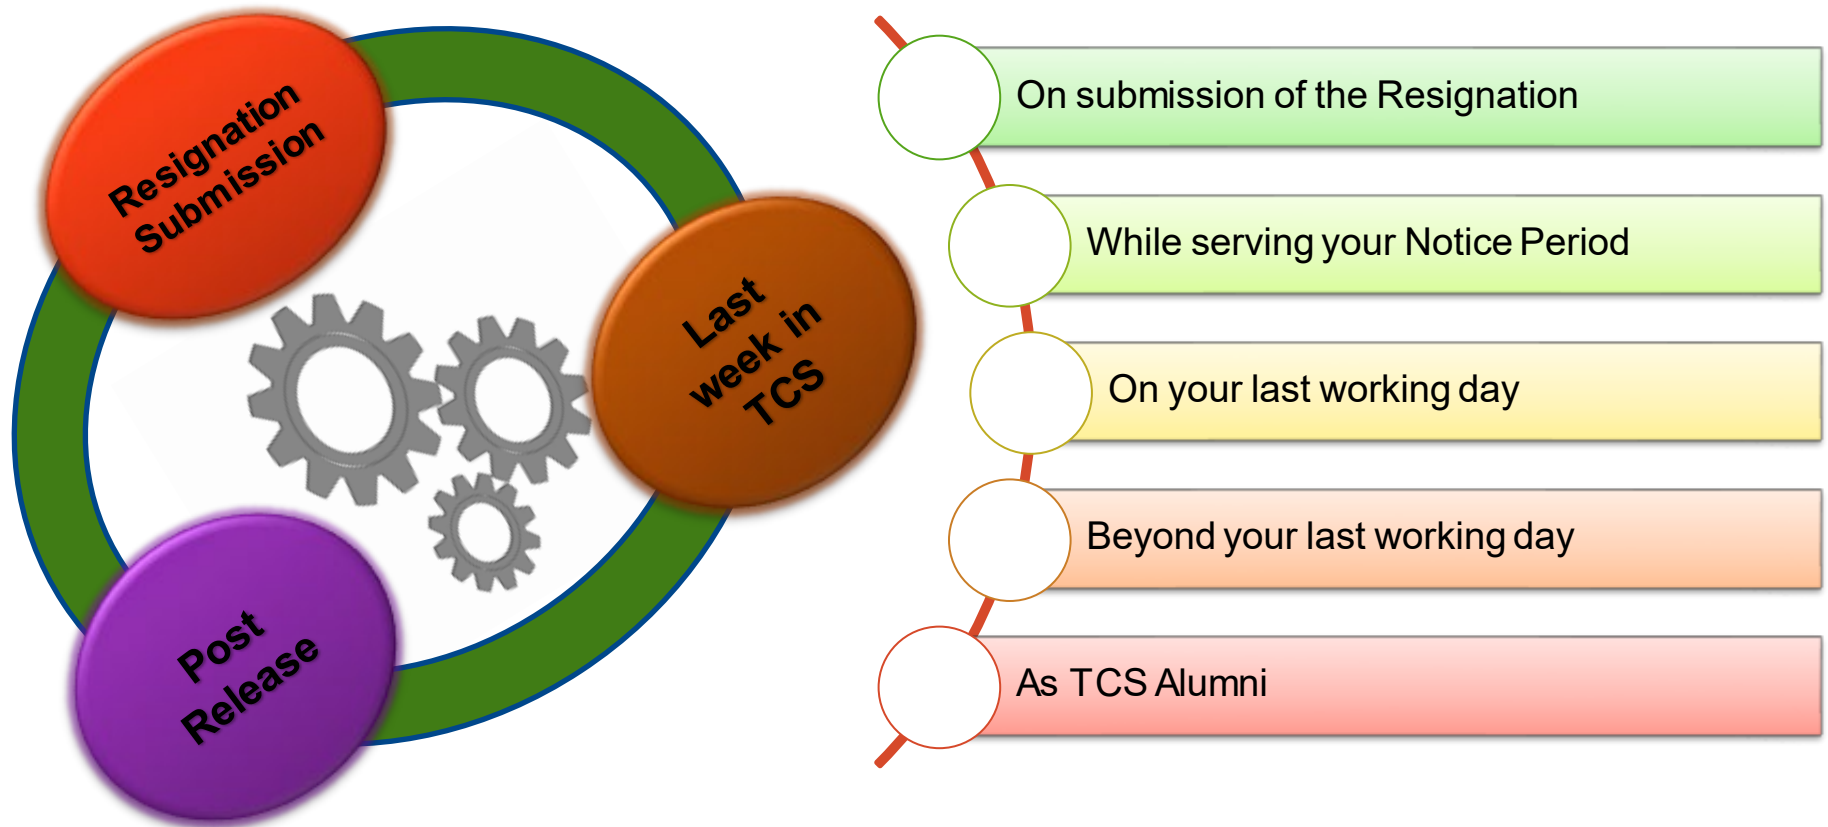 Resignation
Submission
Last
week in
TCS
Post
Release
On submission of the Resignation
While serving your Notice Period
On your last working day
Beyond your last working day
As TCS Alumni